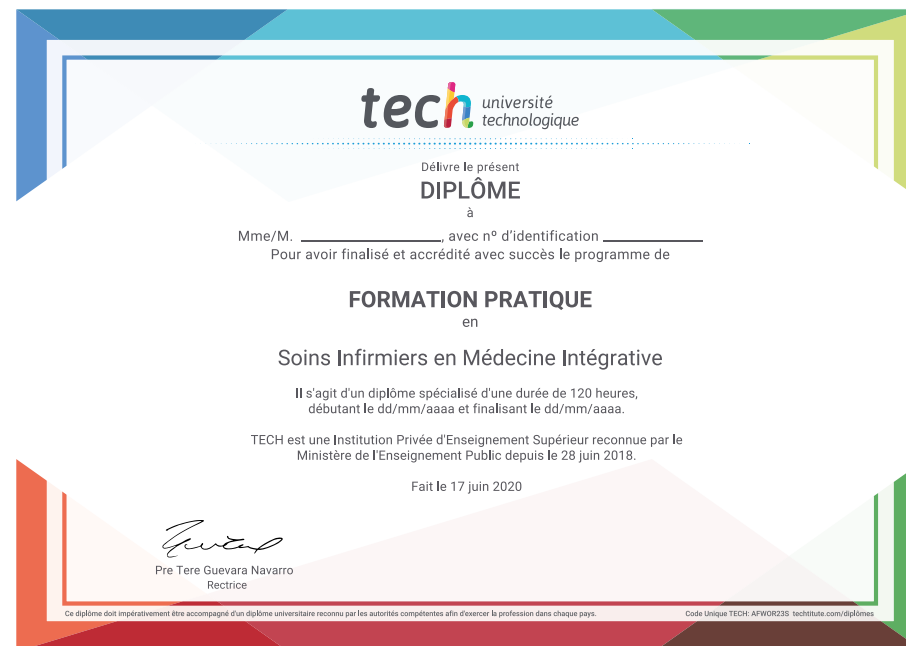 tech université
technologique
Délivre le présent
DIPLÔME
à
Mme/M. ____________________, avec nº d'identification ______________
Pour avoir finalisé et accrédité avec succès le programme de
FORMATION PRATIQUE
en
Soins Infirmiers en Médecine Intégrative
Il s'agit d'un diplôme spécialisé d'une durée de 120 heures,
débutant le dd/mm/aaaa et finalisant le dd/mm/aaaa.
TECH est une Institution Privée d'Enseignement Supérieur reconnue par le
Ministère de l'Enseignement Public depuis le 28 juin 2018.
Fait le 17 juin 2020
Pre Tere Guevara Navarro
Rectrice
Ce diplôme doit impérativement être accompagné d'un diplôme universitaire reconnu par les autorités compétentes afin d'exercer la profession dans chaque pays.
Code Unique TECH: AFWOR23S techtitute.com/diplômes